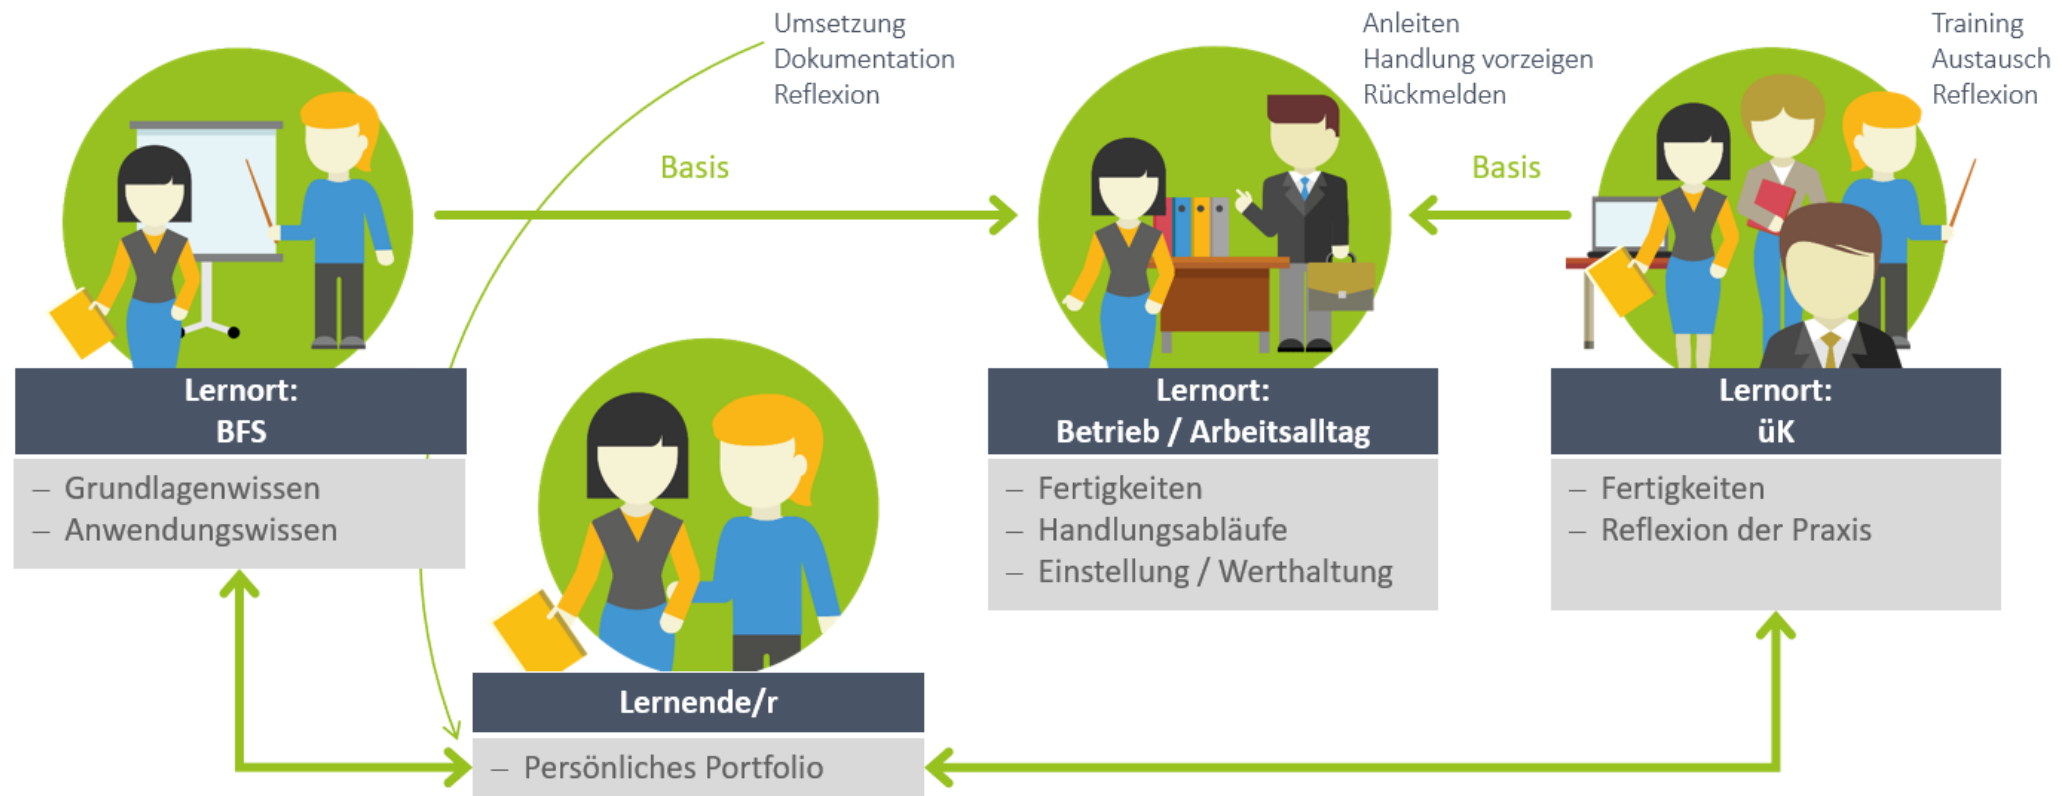 Umsetzung
Dokumentation
Reflexion
Anleiten
Handlung vorzeigen
Rückmelden
Training
Austausch
Reflexion
Basis
Basis
Lernort:
BFS
– Grundlagenwissen
– Anwendungswissen
Lernort:
Betrieb / Arbeitsalltag
– Fertigkeiten
– Handlungsabläufe
– Einstellung / Werthaltung
Lernort:
üK
– Fertigkeiten
– Reflexion der Praxis
Lernende/r
– Persönliches Portfolio